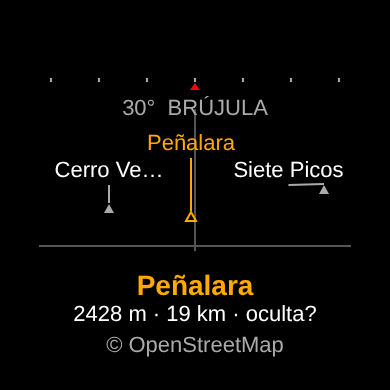 30°  BRÚJULA
Peñalara
Cerro Ve…
Siete Picos
Peñalara
2428 m · 19 km · oculta?
© OpenStreetMap